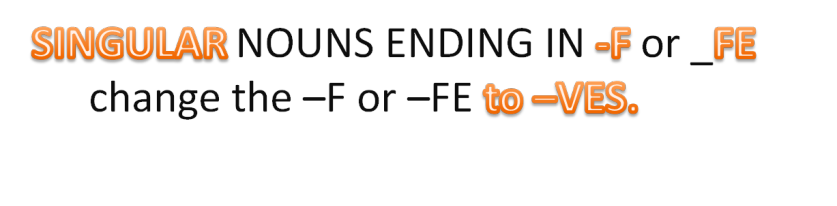 SINGULAR NOUNS ENDING IN -F or _FE
change the –F or –FE to –VES.